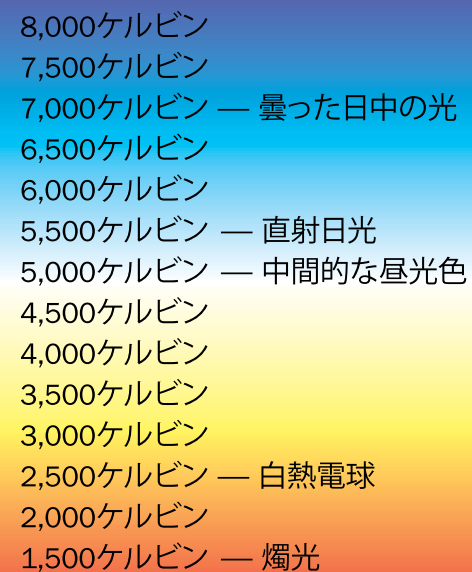 8,000ケルビン
7,500ケルビン
7,000ケルビン — 曇った日中の光
6,500ケルビン
6,000ケルビン
5,500ケルビン — 直射日光
5,000ケルビン — 中間的な昼光色
4,500ケルビン
4,000ケルビン
3,500ケルビン
3,000ケルビン
2,500ケルビン — 白熱電球
2,000ケルビン
1,500ケルビン — 燭光